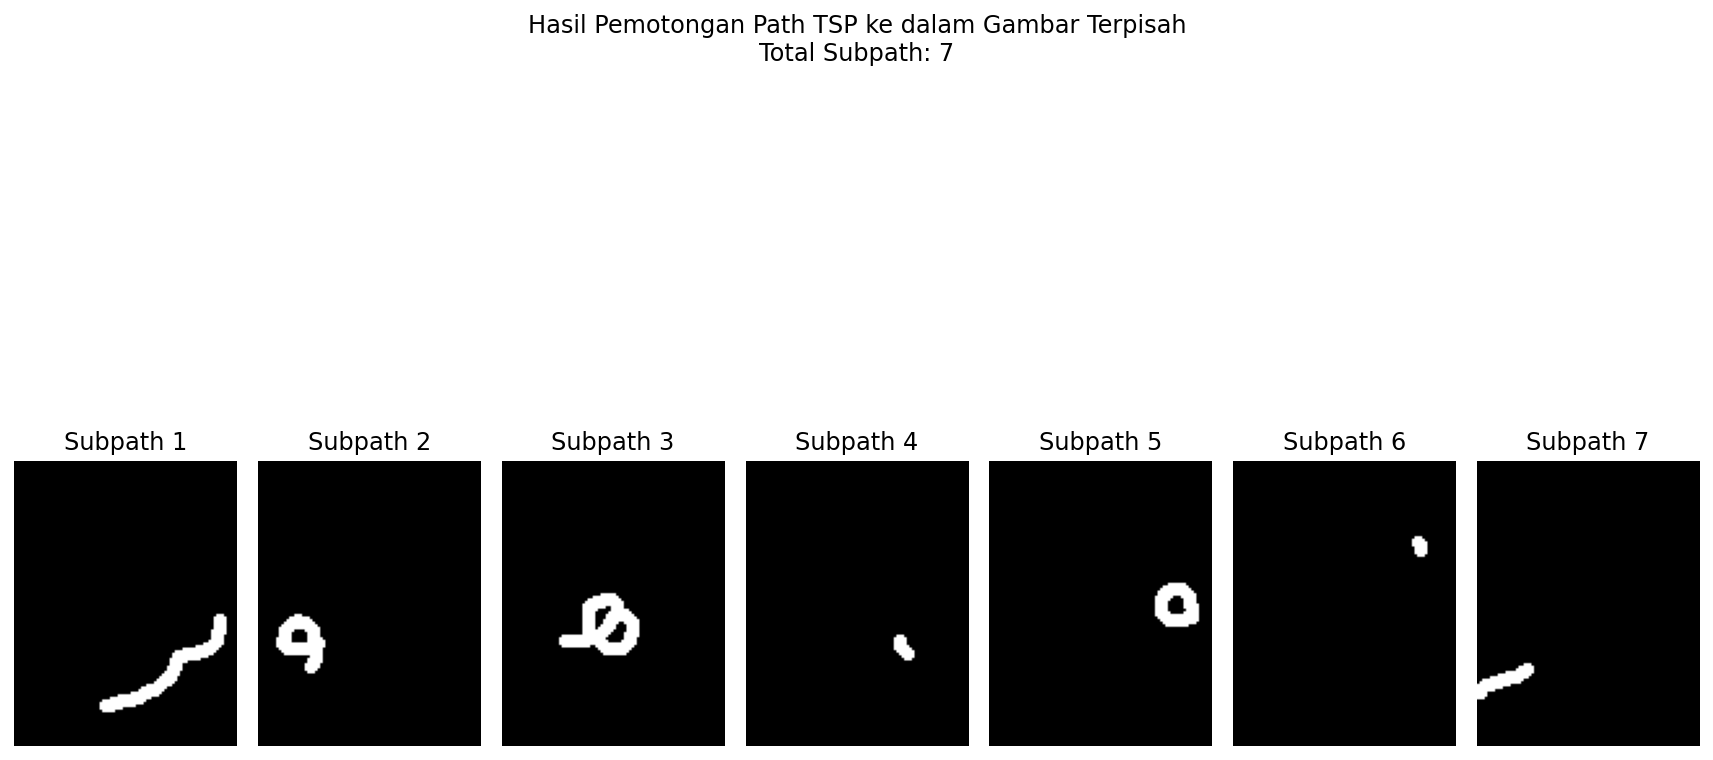 Hasil Pemotongan Path TSP ke dalam Gambar Terpisah
Total Subpath: 7
Subpath 1
Subpath 2
Subpath 3
Subpath 4
Subpath 5
Subpath 6
Subpath 7